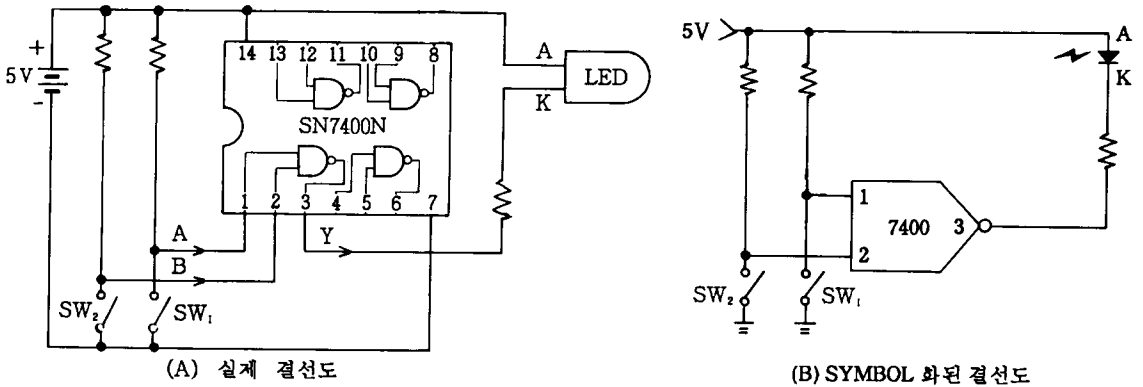 +
5V
-
14 13 12 11 10 9 8
SN7400N
1 2 3 4 5 6 7
A
B
Y
SW₂
SW₁
A
K
LED
(A) 실제 결선도
5V
A
K
1
2
7400
3
SW₂
SW₁
(B) SYMBOL 화된 결선도